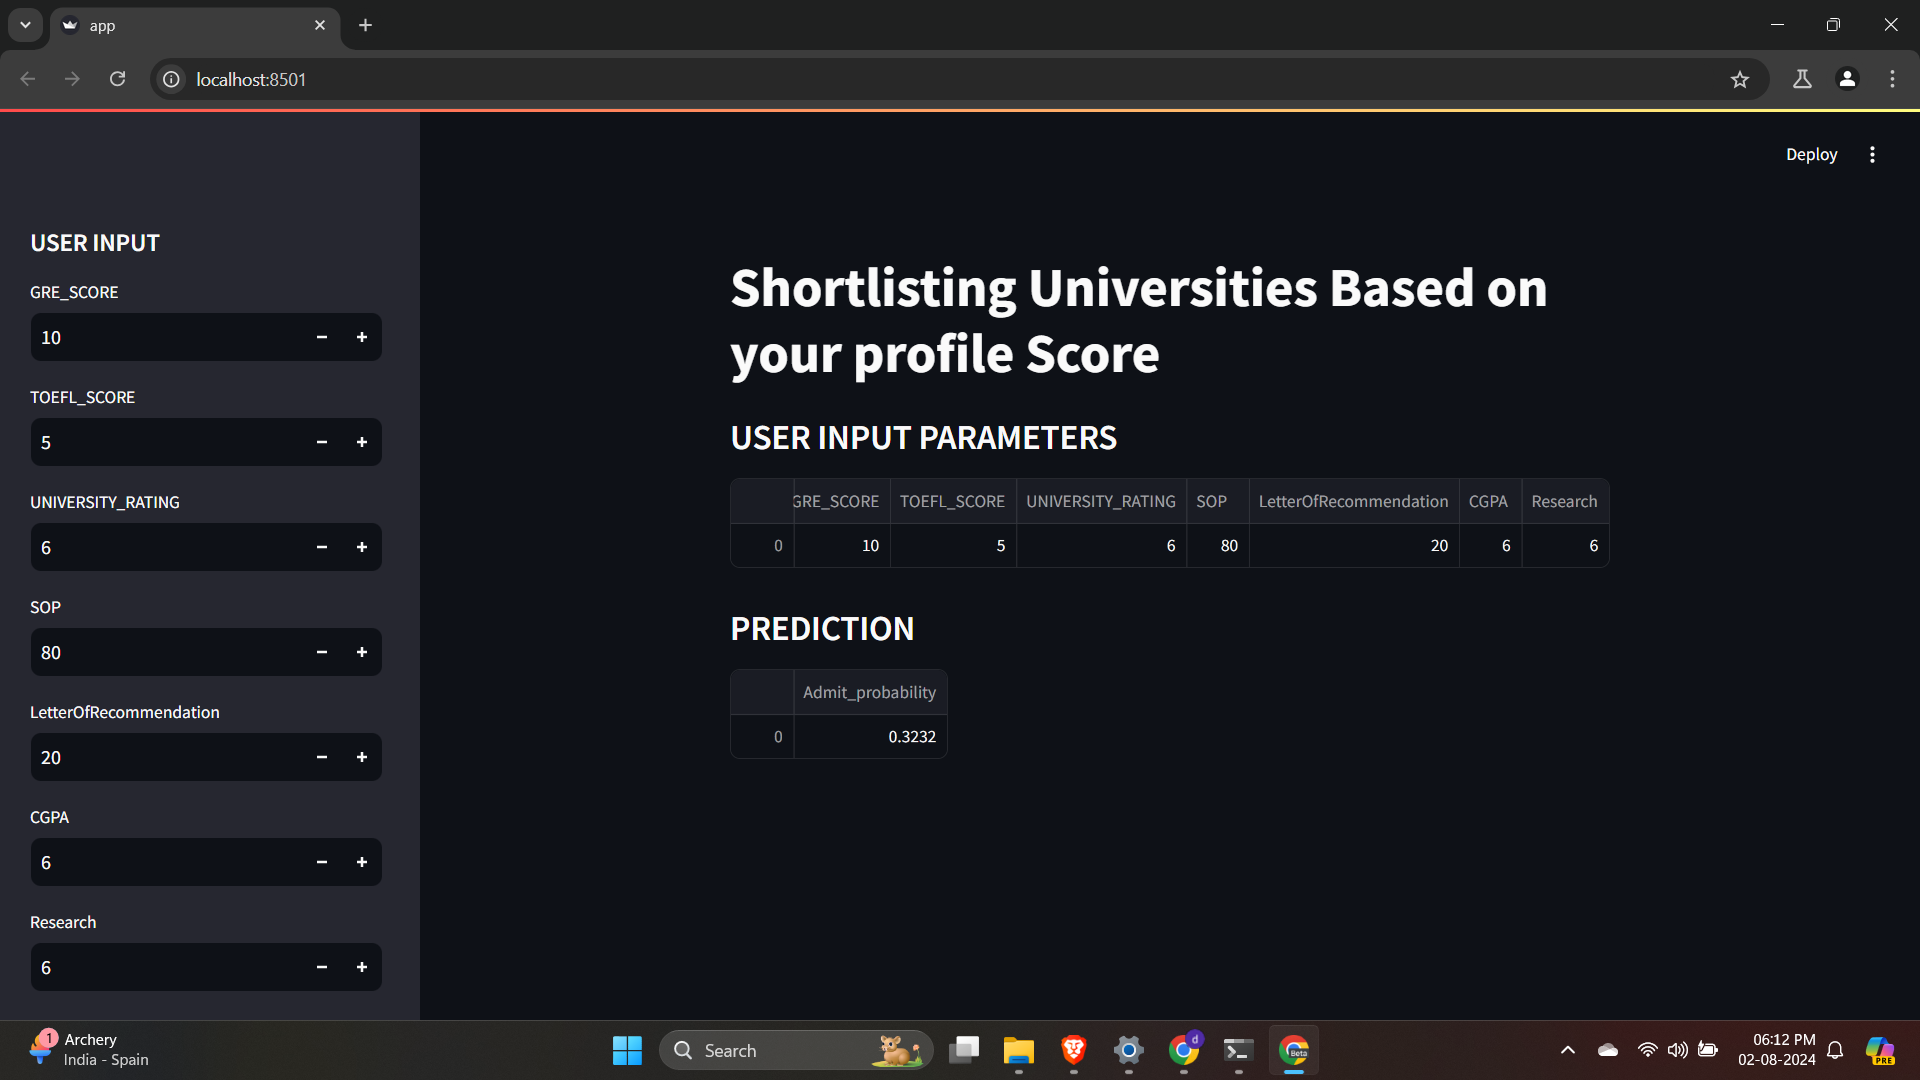 app
localhost:8501
Deploy
USER INPUT
GRE_SCORE
10
TOEFL_SCORE
5
UNIVERSITY_RATING
6
SOP
80
LetterOfRecommendation
20
CGPA
6
Research
6
Shortlisting Universities Based on
your profile Score
USER INPUT PARAMETERS
GRE_SCORE TOEFL_SCORE UNIVERSITY_RATING SOP LetterOfRecommendation CGPA Research
0 10 5 6 80 20 6 6
PREDICTION
Admit_probability
0 0.3232
1 Archery
India - Spain
Search
d
Beta
06:12 PM
02-08-2024
PRE